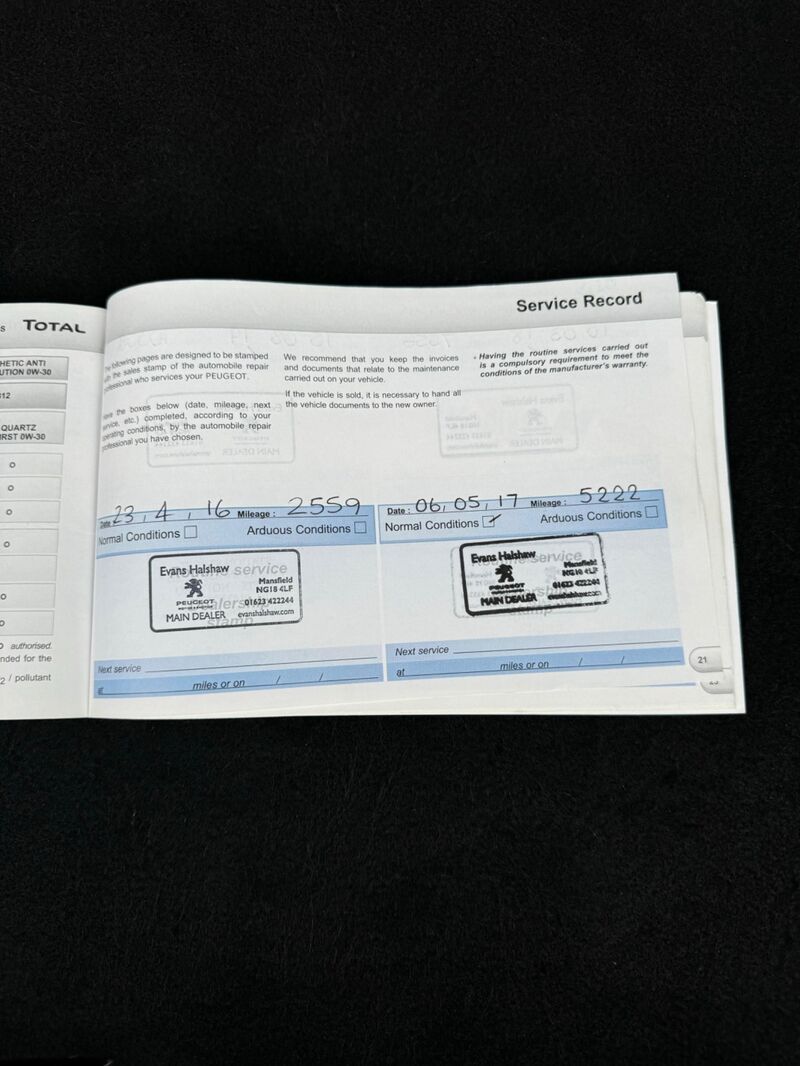 s TOTAL
HETIC ANTI
UTION 0W-30
312
QUARTZ
IRST 0W-30
authorised.
nded for the
2 / pollutant
Service Record
following pages are designed to be stamped
the sales stamp of the automobile repair
who services your PEUGEOT.
the boxes below (date, mileage, next
etc.) completed, according to your
conditions, by the automobile repair
you have chosen.
We recommend that you keep the invoices
and documents that relate to the maintenance
carried out on your vehicle.
If the vehicle is sold, it is necessary to hand all
the vehicle documents to the new owner.
- Having the routine services carried out
is a compulsory requirement to meet the
conditions of the manufacturer's warranty.
Date: 23, 4, 16 Mileage : 2559
Normal Conditions Arduous Conditions
Evans Halshaw
Mansfield
NG18 4LF
PEUGEOT
01623 422244
MAIN DEALER evanshalshaw.com
routine service
dealership
stamp
Next service
at miles or on / /
Date : 06, 05, 17 Mileage : 5222
Normal Conditions Arduous Conditions
Evans Halshaw
Mansfield
NG18 4LF
PEUGEOT
01623 422244
MAIN DEALER evanshalshaw.com
service
stamp
Next service
at miles or on / /
21